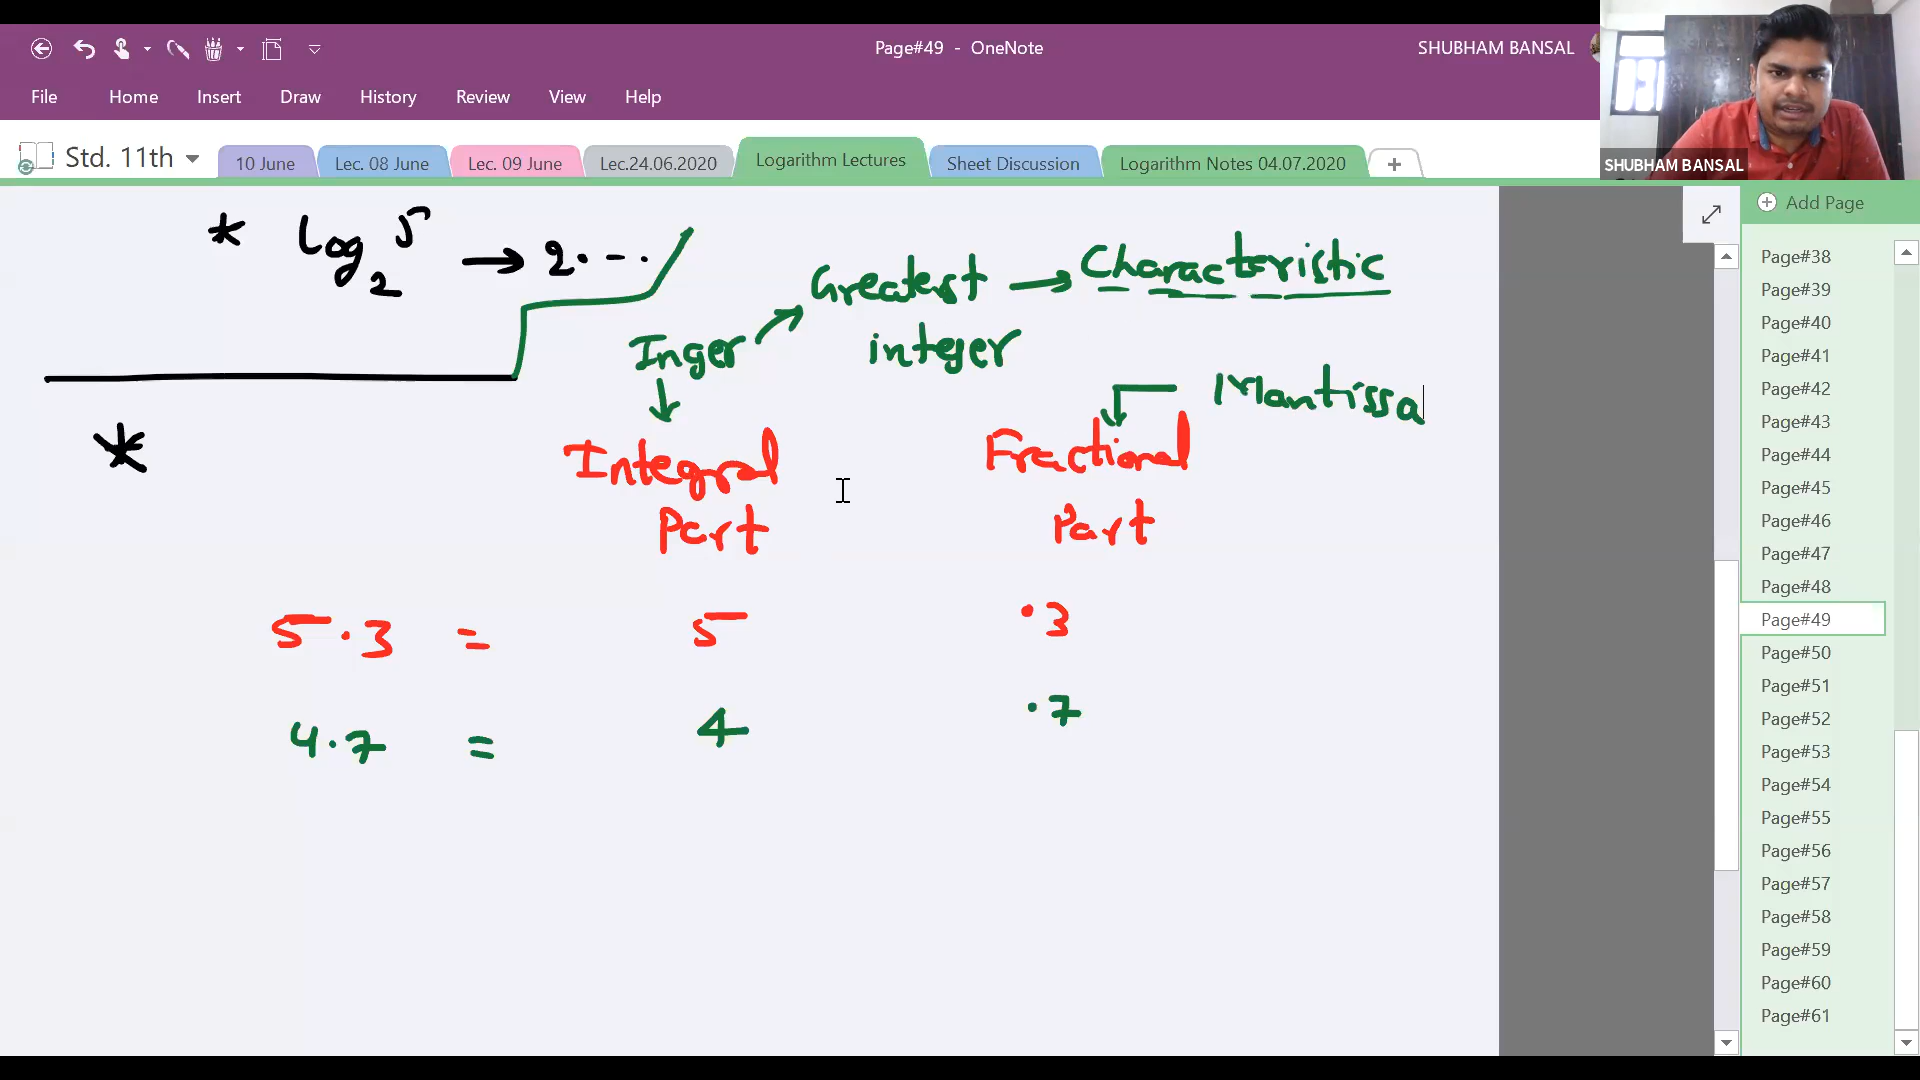 Page#49 - OneNote
SHUBHAM BANSAL
File Home Insert Draw History Review View Help
SHUBHAM BANSAL
Std. 11th
10 June
Lec. 08 June
Lec. 09 June
Lec.24.06.2020
Logarithm Lectures
Sheet Discussion
Logarithm Notes 04.07.2020
+
Add Page
* log₂ 5 → 2. - - .
Greatest → Characteristic
integer
Inger
Mantissa
*
Integral
Part
Fractional
Part
5.3 = 5 .3
4.7 = 4 .7
Page#38
Page#39
Page#40
Page#41
Page#42
Page#43
Page#44
Page#45
Page#46
Page#47
Page#48
Page#49
Page#50
Page#51
Page#52
Page#53
Page#54
Page#55
Page#56
Page#57
Page#58
Page#59
Page#60
Page#61